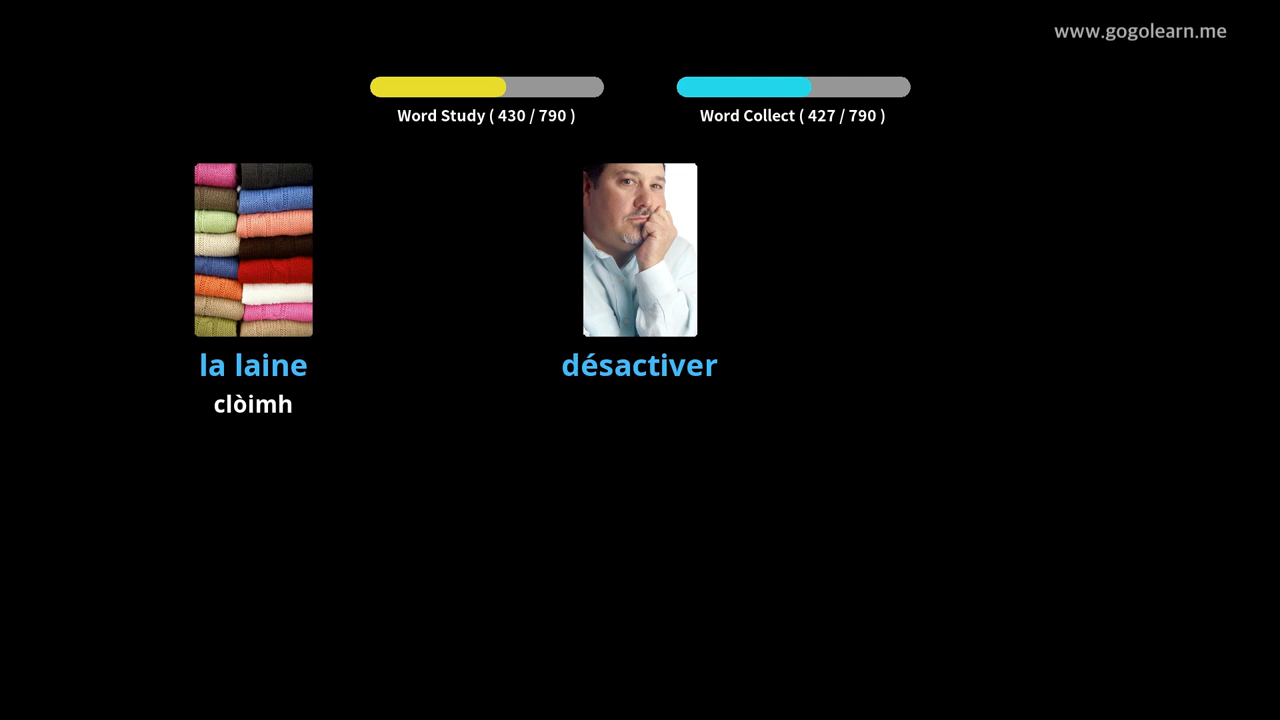 www.gogolearn.me
Word Study ( 430 / 790 )
Word Collect ( 427 / 790 )
la laine
clòimh
désactiver